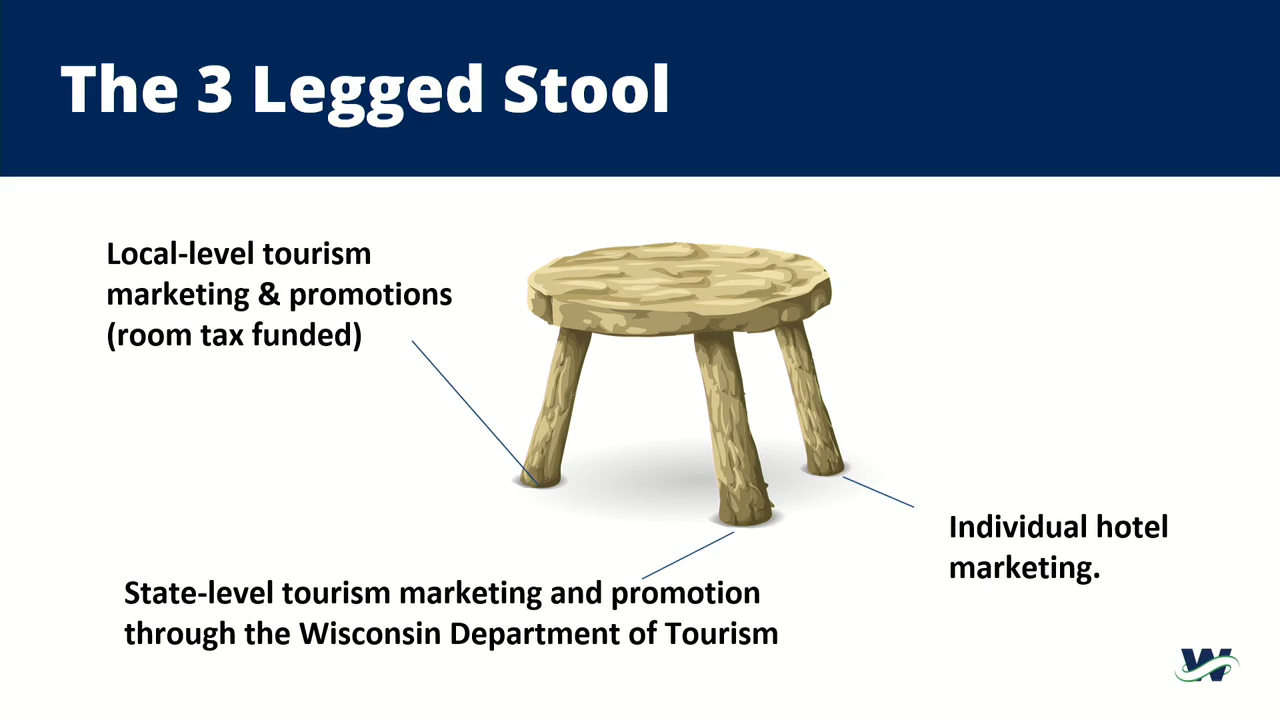 The 3 Legged Stool
Local-level tourism
marketing & promotions
(room tax funded)
Individual hotel
marketing.
State-level tourism marketing and promotion
through the Wisconsin Department of Tourism
W